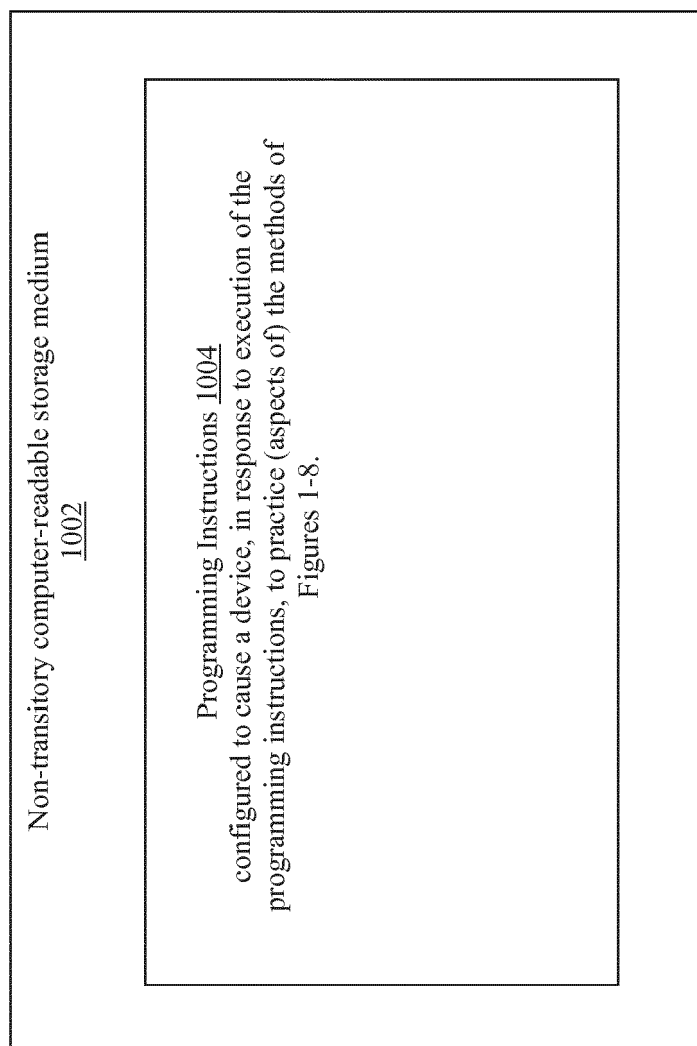 Non-transitory computer-readable storage medium
1002
Programming Instructions 1004
configured to cause a device, in response to execution of the
programming instructions, to practice (aspects of) the methods of
Figures 1-8.